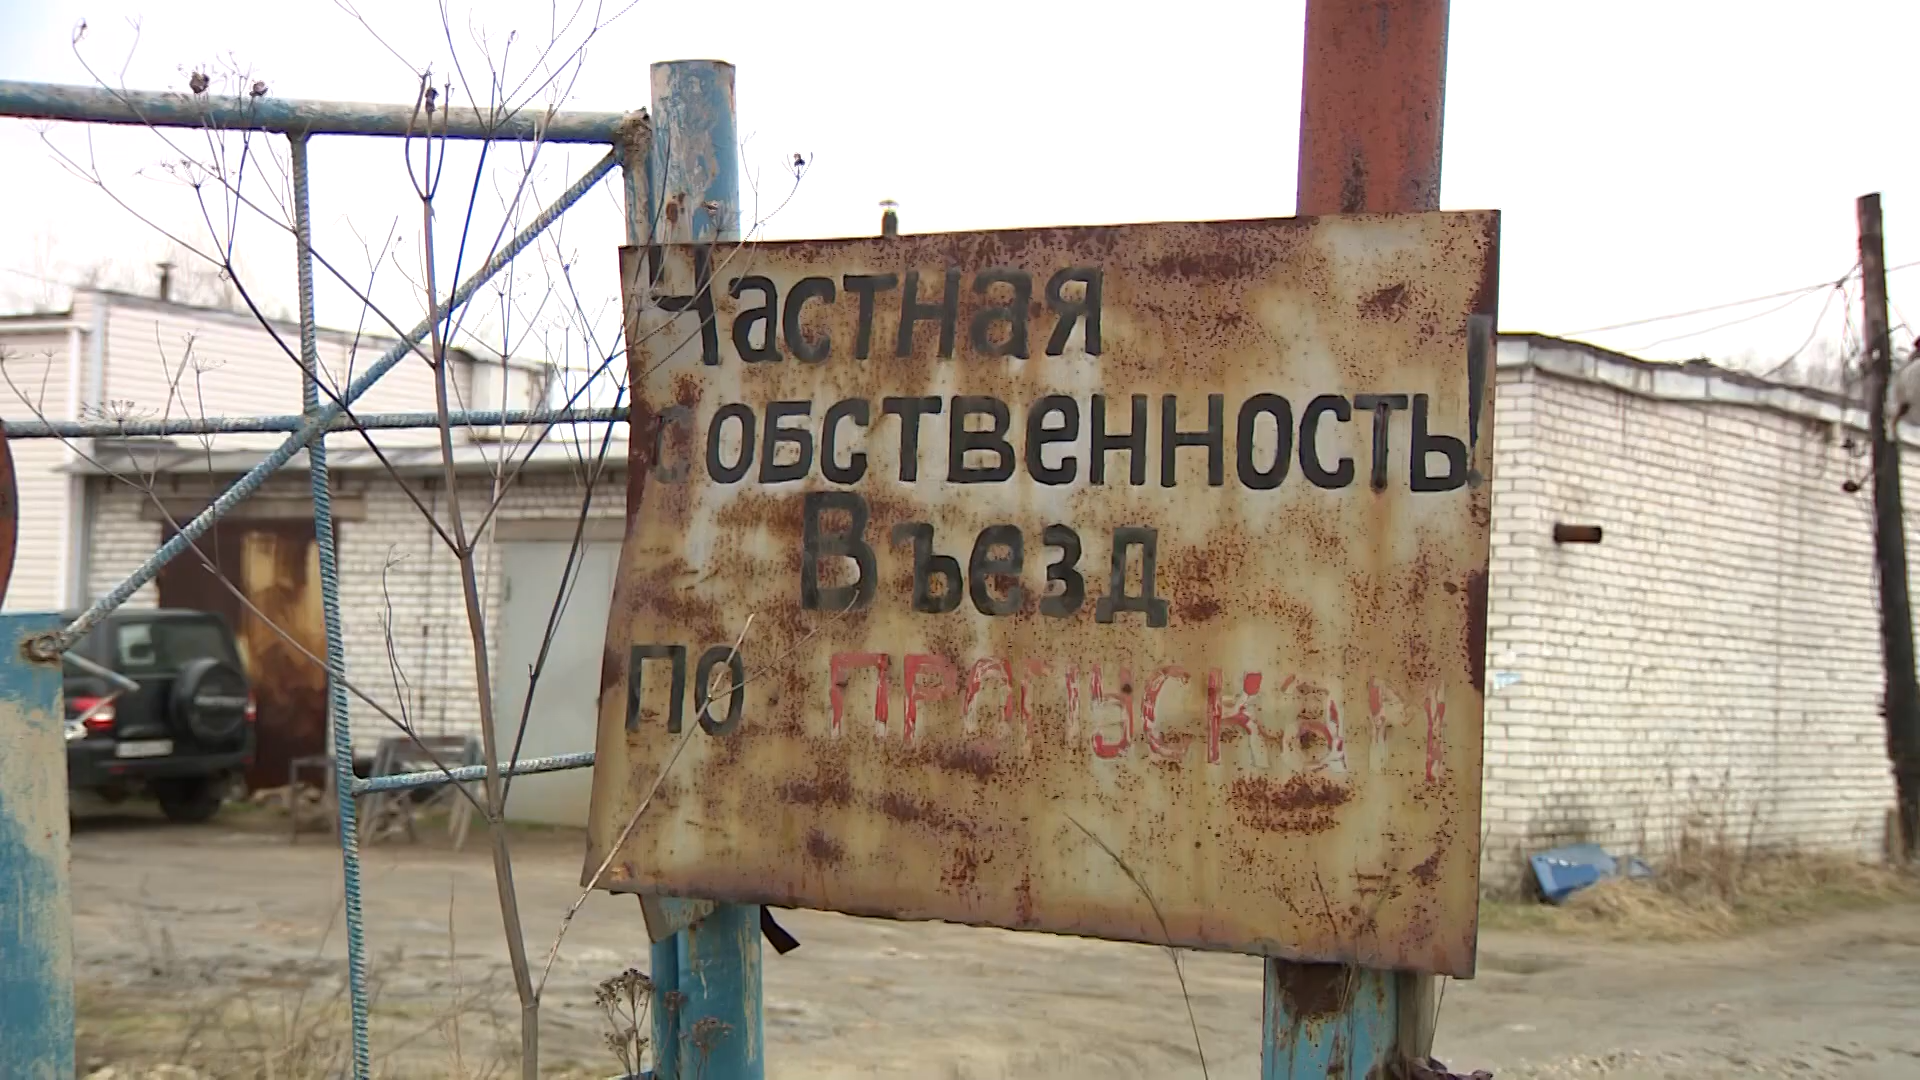 Частная
собственность!
Въезд
по пропускам